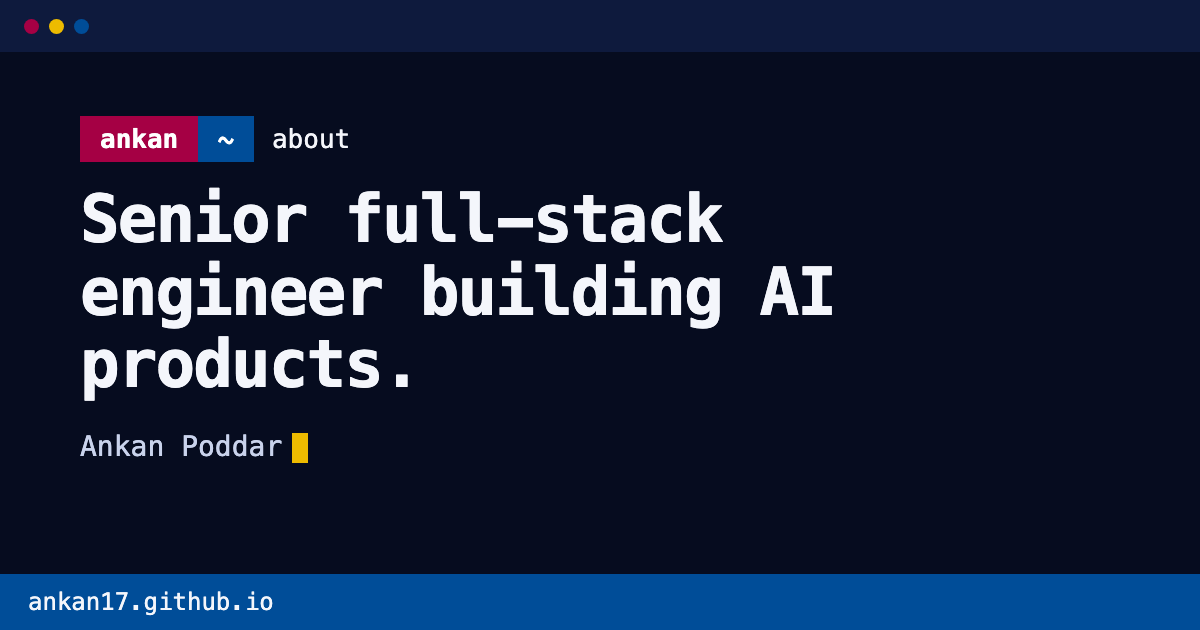 ankan ~ about
Senior full-stack
engineer building AI
products.
Ankan Poddar
ankan17.github.io